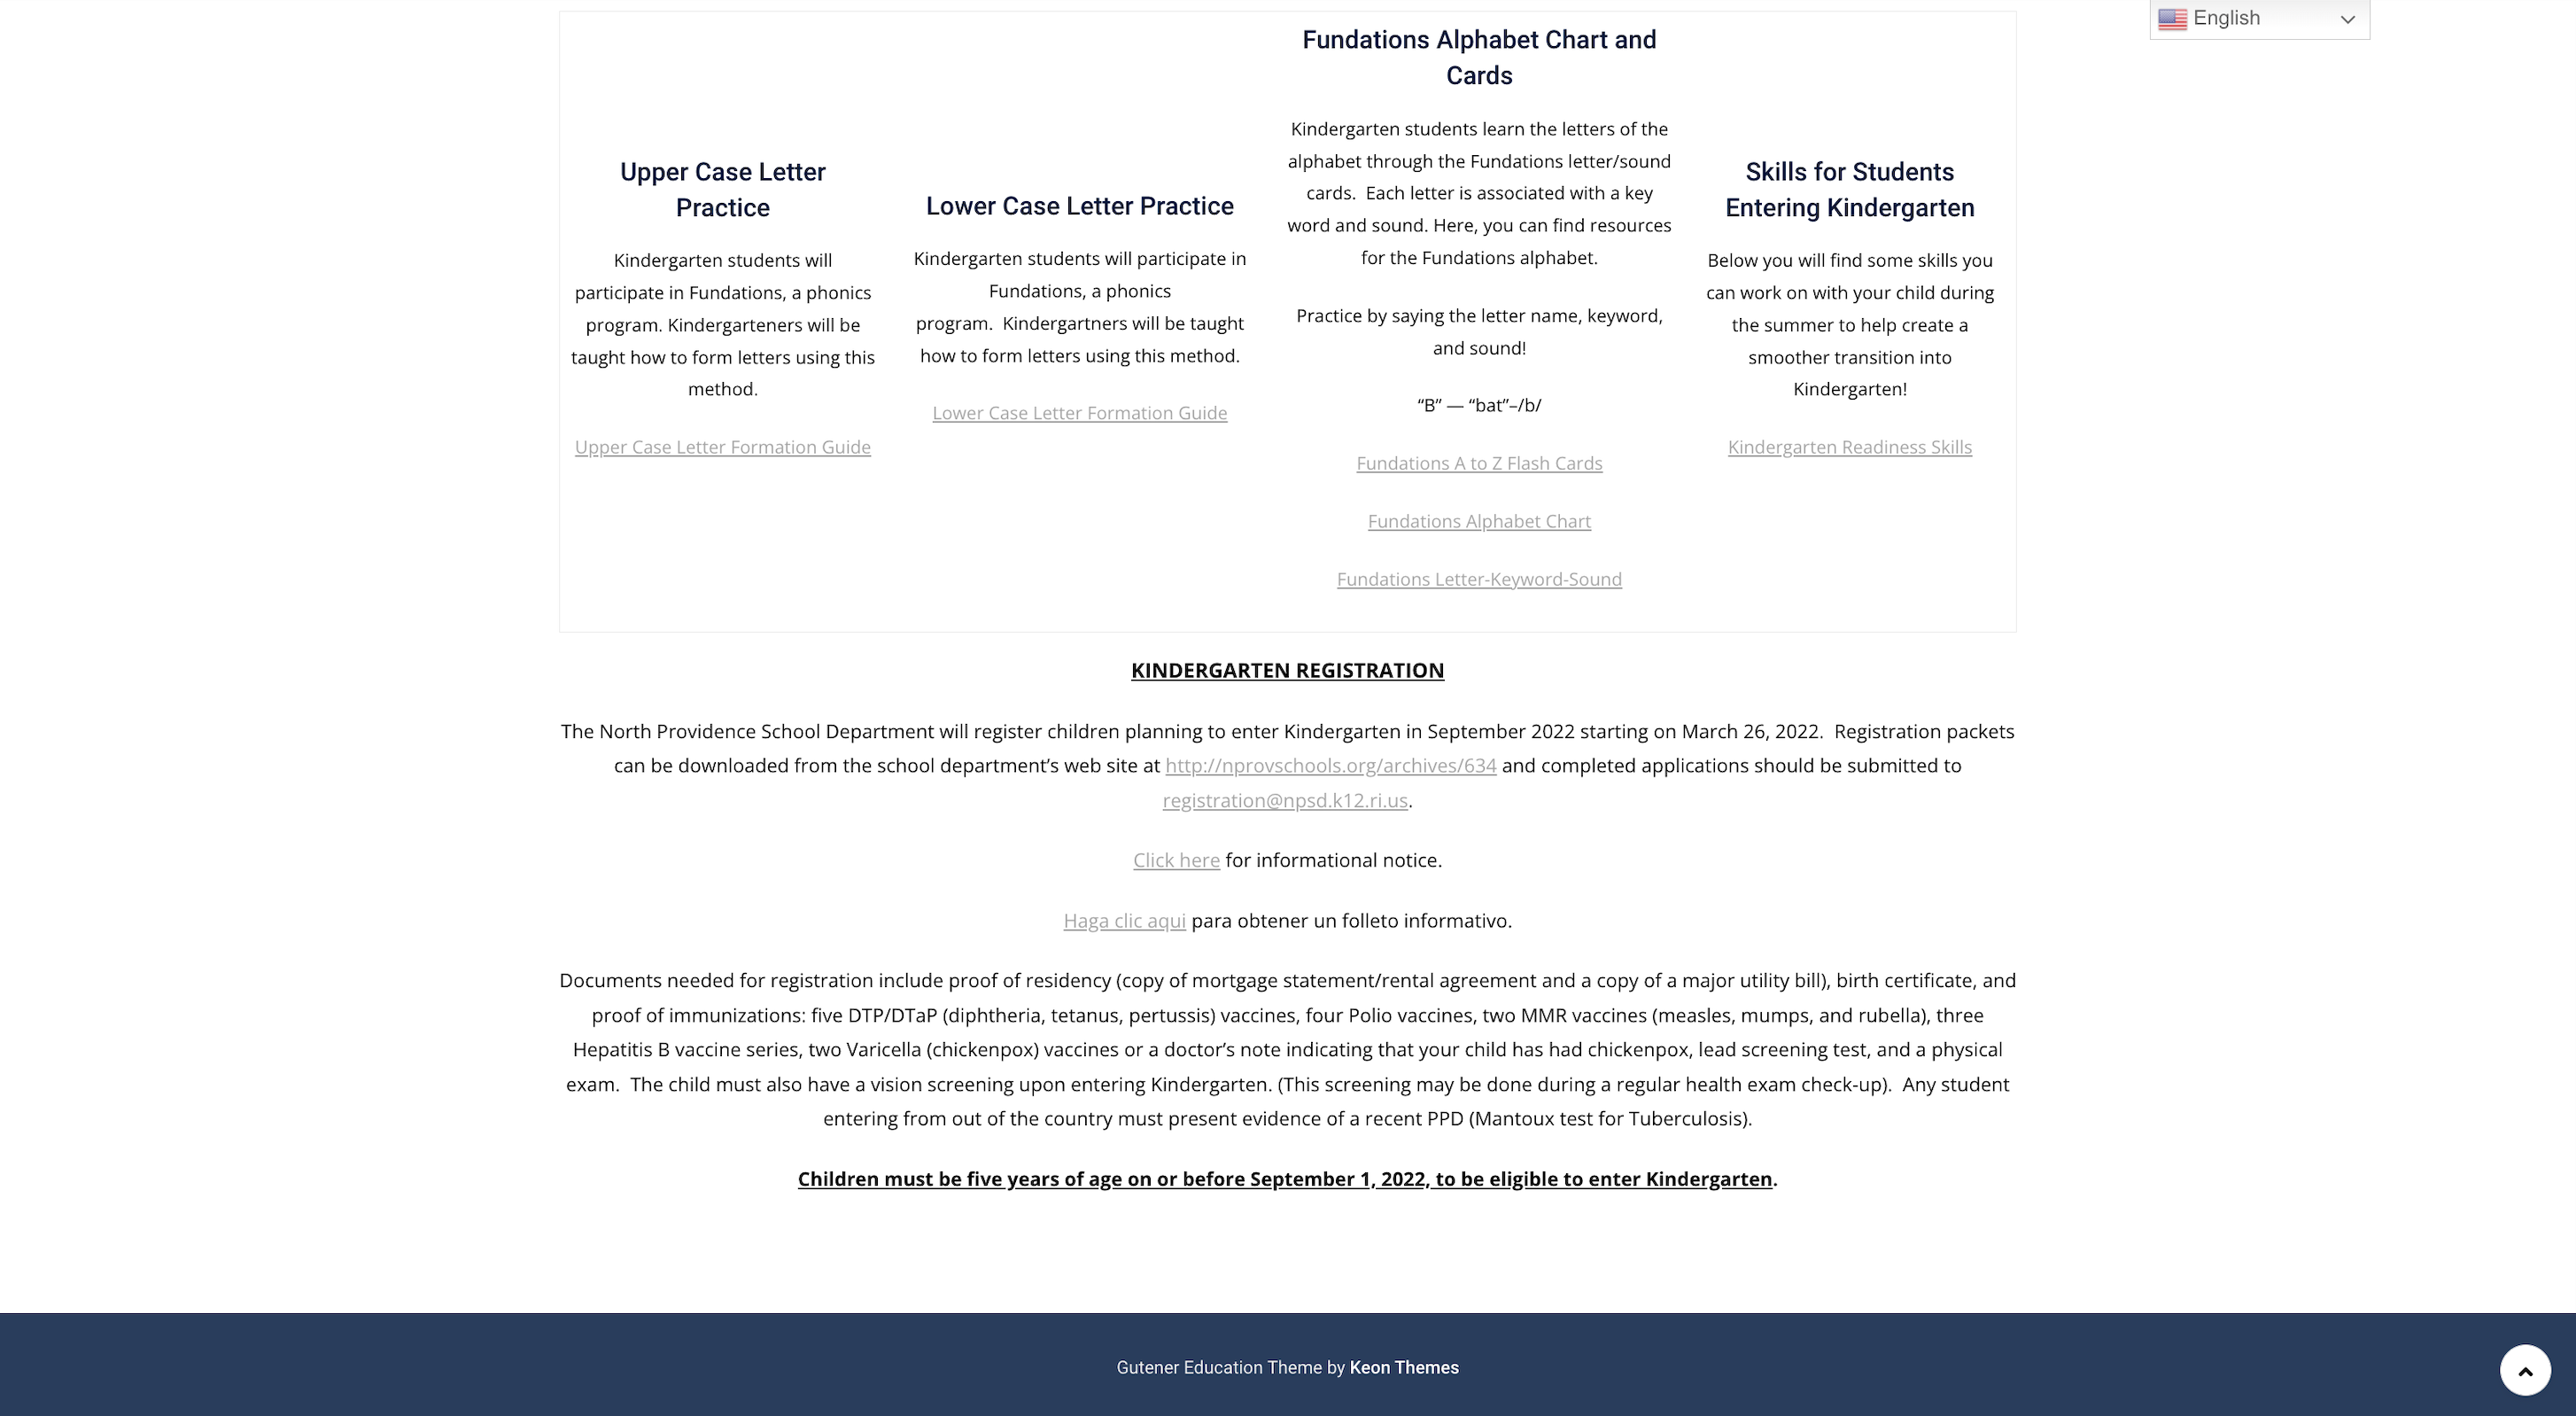 English
Upper Case Letter
Practice
Kindergarten students will
participate in Fundations, a phonics
program. Kindergarteners will be
taught how to form letters using this
method.
Upper Case Letter Formation Guide
Lower Case Letter Practice
Kindergarten students will participate in
Fundations, a phonics
program.  Kindergartners will be taught
how to form letters using this method.
Lower Case Letter Formation Guide
Fundations Alphabet Chart and
Cards
Kindergarten students learn the letters of the
alphabet through the Fundations letter/sound
cards.  Each letter is associated with a key
word and sound. Here, you can find resources
for the Fundations alphabet.
Practice by saying the letter name, keyword,
and sound!
“B” — “bat”–/b/
Fundations A to Z Flash Cards
Fundations Alphabet Chart
Fundations Letter-Keyword-Sound
Skills for Students
Entering Kindergarten
Below you will find some skills you
can work on with your child during
the summer to help create a
smoother transition into
Kindergarten!
Kindergarten Readiness Skills
KINDERGARTEN REGISTRATION
The North Providence School Department will register children planning to enter Kindergarten in September 2022 starting on March 26, 2022.  Registration packets
can be downloaded from the school department’s web site at http://nprovschools.org/archives/634 and completed applications should be submitted to
registration@npsd.k12.ri.us.
Click here for informational notice.
Haga clic aqui para obtener un folleto informativo.
Documents needed for registration include proof of residency (copy of mortgage statement/rental agreement and a copy of a major utility bill), birth certificate, and
proof of immunizations: five DTP/DTaP (diphtheria, tetanus, pertussis) vaccines, four Polio vaccines, two MMR vaccines (measles, mumps, and rubella), three
Hepatitis B vaccine series, two Varicella (chickenpox) vaccines or a doctor’s note indicating that your child has had chickenpox, lead screening test, and a physical
exam.  The child must also have a vision screening upon entering Kindergarten. (This screening may be done during a regular health exam check-up).  Any student
entering from out of the country must present evidence of a recent PPD (Mantoux test for Tuberculosis).
Children must be five years of age on or before September 1, 2022, to be eligible to enter Kindergarten.
Gutener Education Theme by Keon Themes